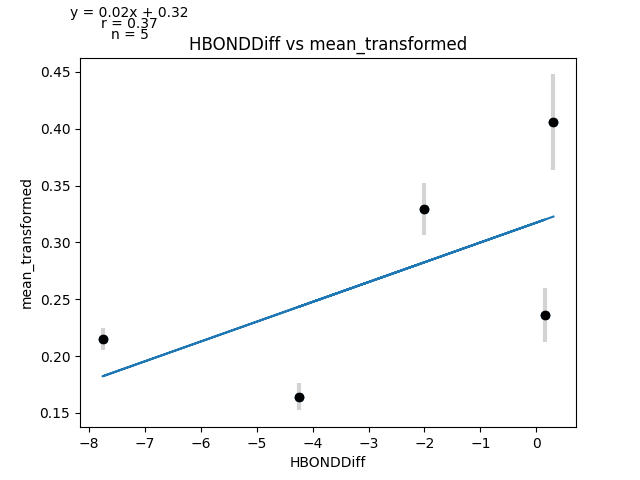 y = 0.02x + 0.32
r = 0.37
n = 5
HBONDDiff vs mean_transformed
mean_transformed
0.45
0.40
0.35
0.30
0.25
0.20
0.15
−8 −7 −6 −5 −4 −3 −2 −1 0
HBONDDiff